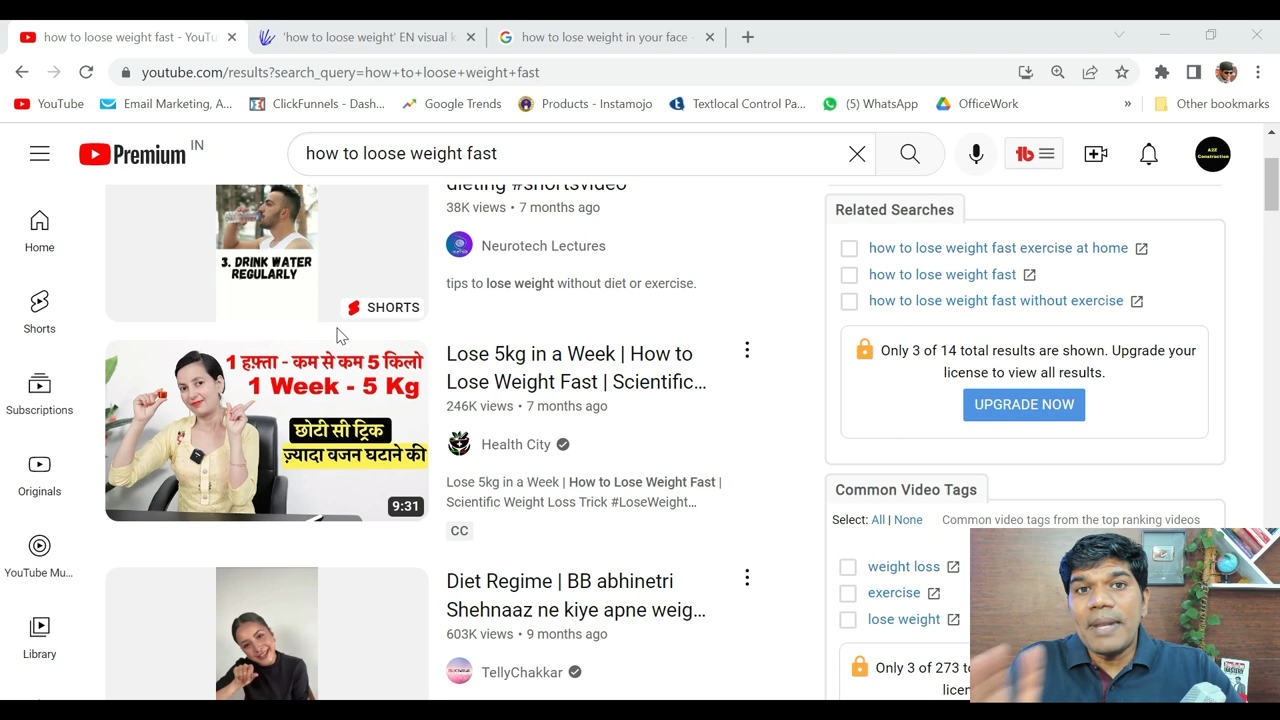 how to loose weight fast - YouTu
'how to loose weight' EN visual k
how to lose weight in your face -
youtube.com/results?search_query=how+to+loose+weight+fast
YouTube
Email Marketing, A...
ClickFunnels - Dash...
Google Trends
Products - Instamojo
Textlocal Control Pa...
(5) WhatsApp
OfficeWork
»
Other bookmarks
Premium IN
how to loose weight fast
A2Z
Construction
Home
Shorts
Subscriptions
Originals
YouTube Mu...
Library
3. DRINK WATER
REGULARLY
SHORTS
dieting #shortsvideo
38K views • 7 months ago
Neurotech Lectures
tips to lose weight without diet or exercise.
1 हफ़्ता - कम से कम 5 किलो
1 Week - 5 Kg
छोटी सी ट्रिक
ज़्यादा वजन घटाने की
9:31
Lose 5kg in a Week | How to
Lose Weight Fast | Scientific...
246K views • 7 months ago
Health City
Lose 5kg in a Week | How to Lose Weight Fast |
Scientific Weight Loss Trick #LoseWeight...
CC
Diet Regime | BB abhinetri
Shehnaaz ne kiye apne weig...
603K views • 9 months ago
TellyChakkar
Related Searches
how to lose weight fast exercise at home
how to lose weight fast
how to lose weight fast without exercise
Only 3 of 14 total results are shown. Upgrade your
license to view all results.
UPGRADE NOW
Common Video Tags
Select: All | None
Common video tags from the top ranking videos
weight loss
exercise
lose weight
Only 3 of 273 to
licen